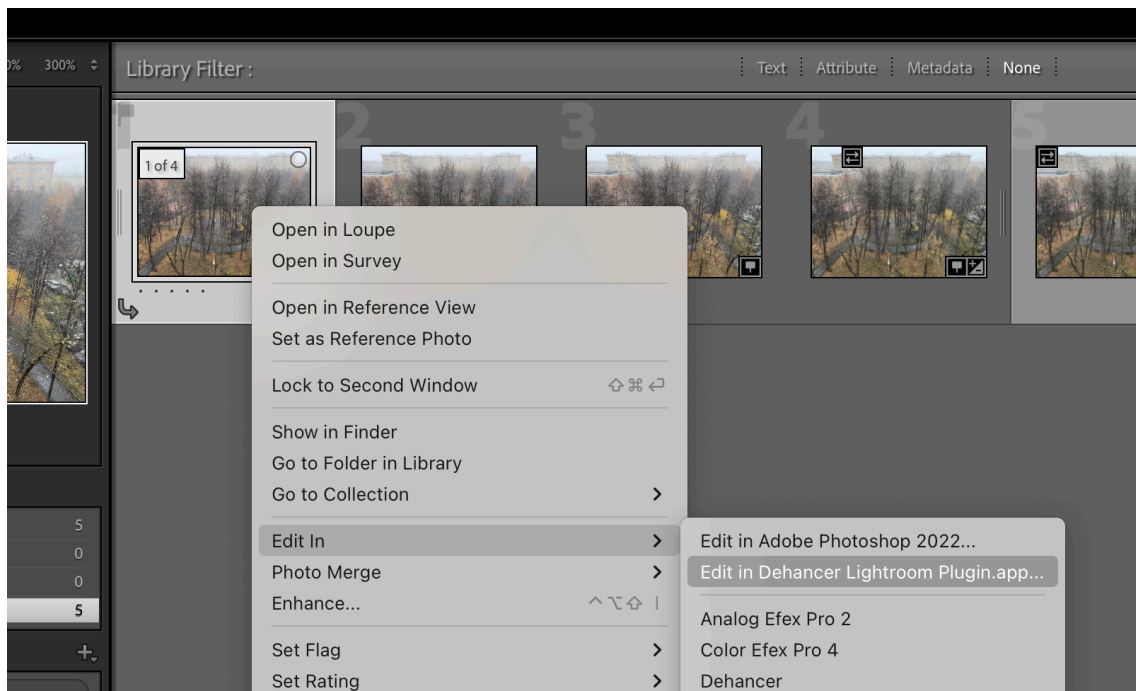 0%
300%
Library Filter :
Text
Attribute
Metadata
None
1
2
3
4
5
1 of 4
Open in Loupe
Open in Survey
Open in Reference View
Set as Reference Photo
Lock to Second Window ⇧⌘↩
Show in Finder
Go to Folder in Library
Go to Collection
Edit In
Photo Merge
Enhance... ^⌥⇧ I
Set Flag
Set Rating
Edit in Adobe Photoshop 2022...
Edit in Dehancer Lightroom Plugin.app...
Analog Efex Pro 2
Color Efex Pro 4
Dehancer
5
0
0
5